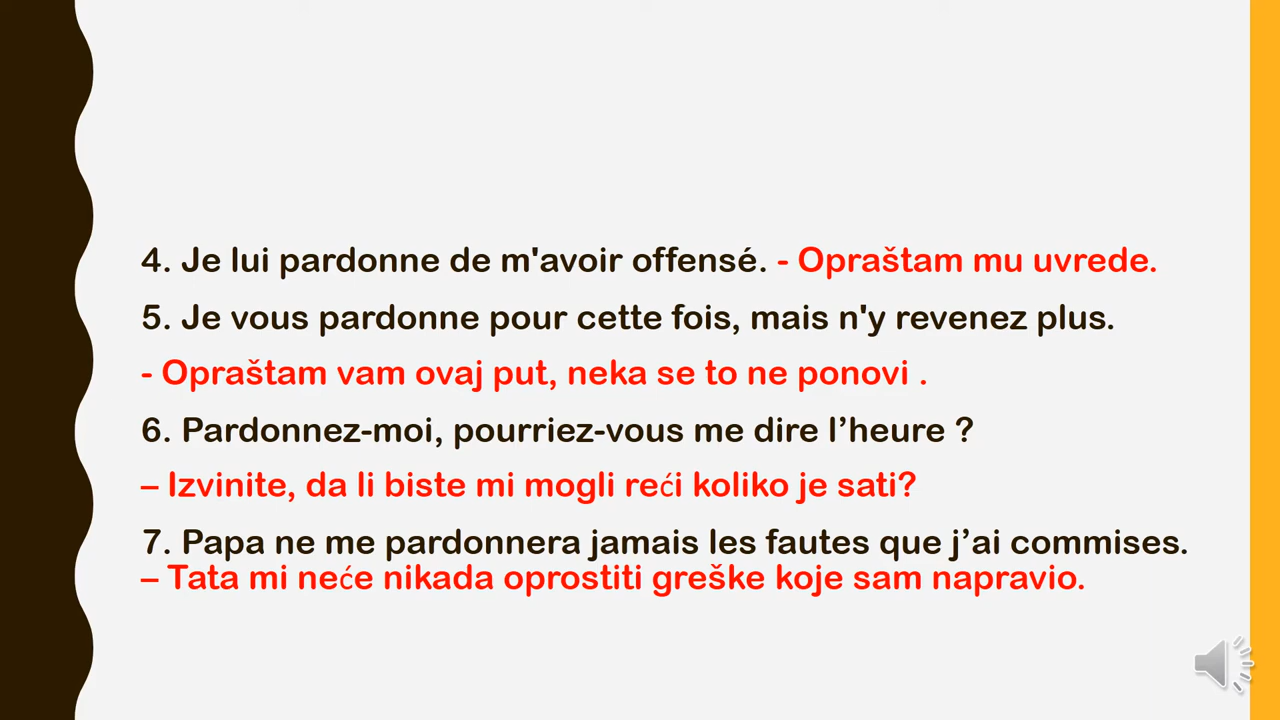 4. Je lui pardonne de m'avoir offensé. - Opraštam mu uvrede.
5. Je vous pardonne pour cette fois, mais n'y revenez plus.
- Opraštam vam ovaj put, neka se to ne ponovi .
6. Pardonnez-moi, pourriez-vous me dire l’heure ?
– Izvinite, da li biste mi mogli reći koliko je sati?
7. Papa ne me pardonnera jamais les fautes que j’ai commises.
– Tata mi neće nikada oprostiti greške koje sam napravio.